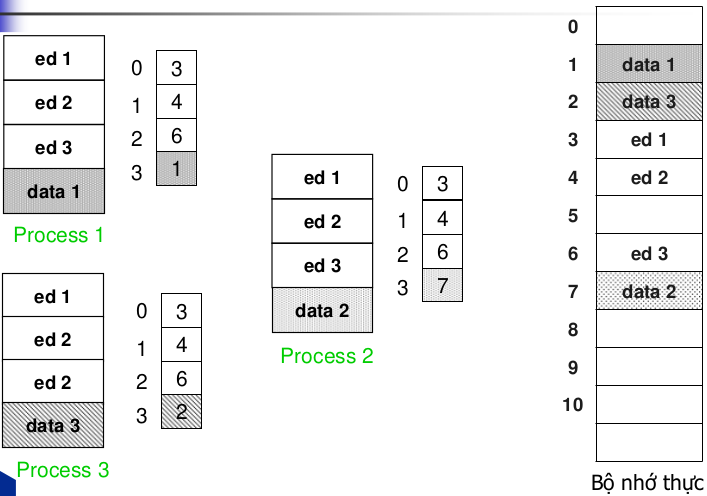 ed 1
ed 2
ed 3
data 1
0 3
1 4
2 6
3 1
Process 1
ed 1
ed 2
ed 3
data 2
0 3
1 4
2 6
3 7
Process 2
ed 1
ed 2
ed 2
data 3
0 3
1 4
2 6
3 2
Process 3
0
1 data 1
2 data 3
3 ed 1
4 ed 2
5
6 ed 3
7 data 2
8
9
10
Bộ nhớ thực